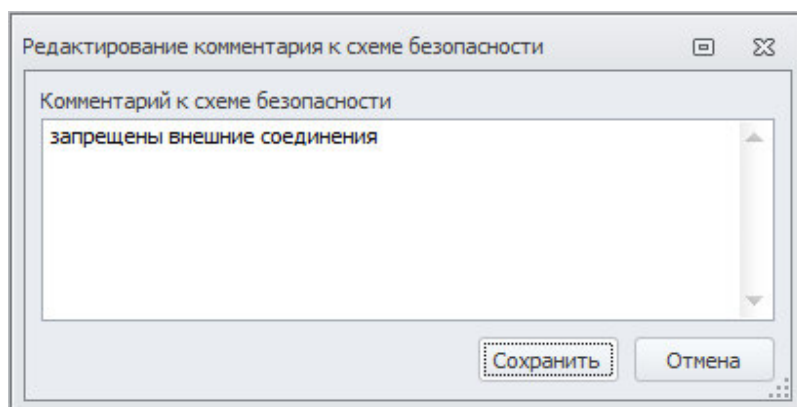 Редактирование комментария к схеме безопасности
Комментарий к схеме безопасности
запрещены внешние соединения
Сохранить Отмена